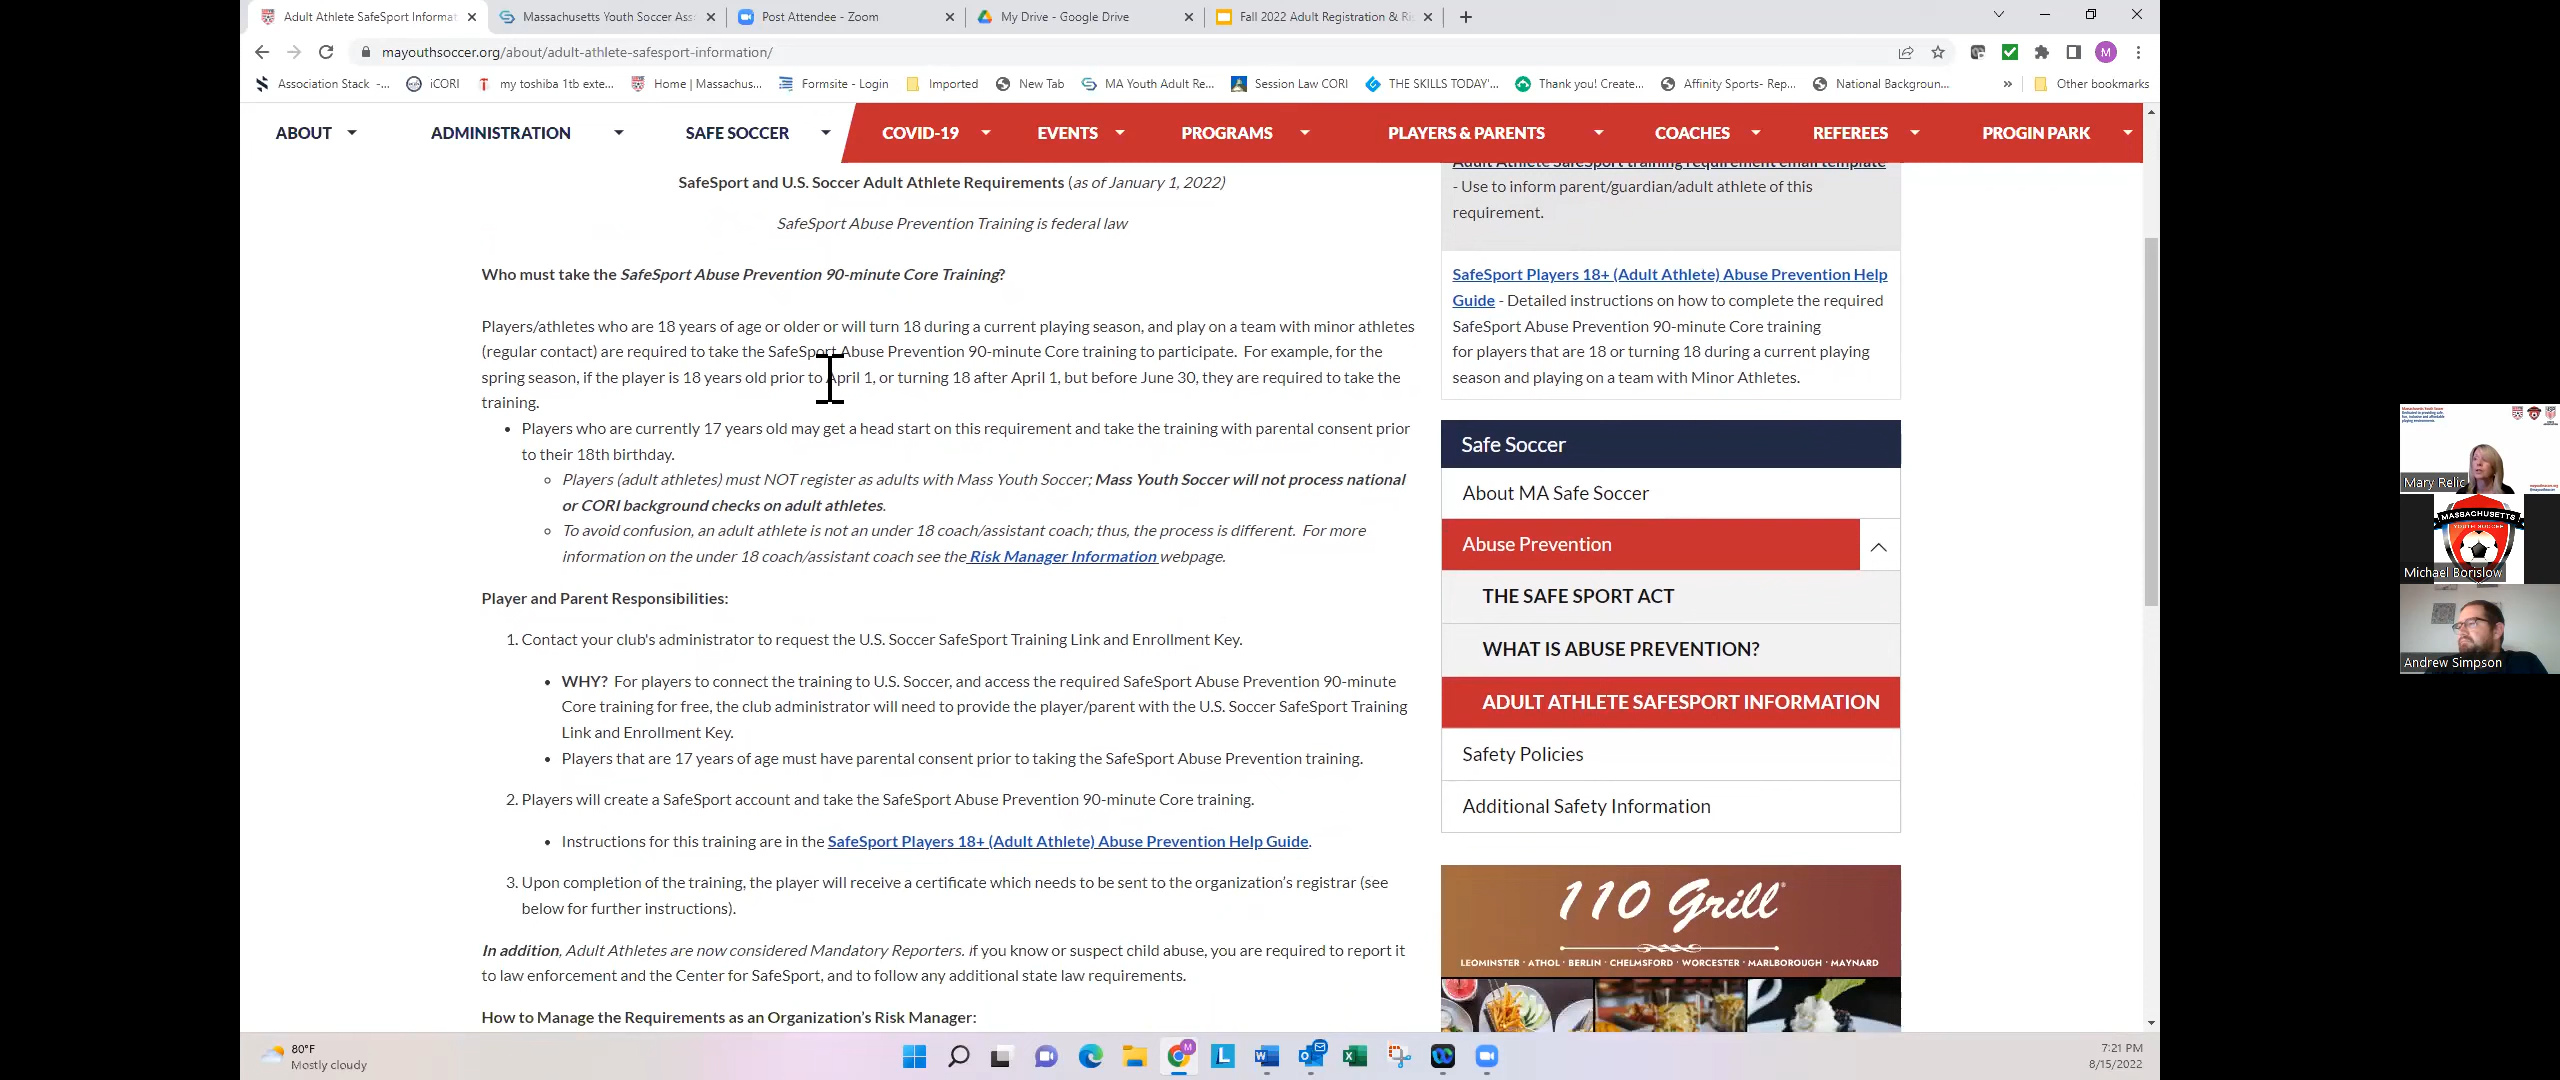 Adult Athlete SafeSport Informat
Massachusetts Youth Soccer Ass
Post Attendee - Zoom
My Drive - Google Drive
Fall 2022 Adult Registration & Ri
mayouthsoccer.org/about/adult-athlete-safesport-information/
M
Association Stack -...
iCORI
my toshiba 1tb exte...
Home | Massachus...
Formsite - Login
Imported
New Tab
MA Youth Adult Re...
Session Law CORI
THE SKILLS TODAY'...
Thank you! Create...
Affinity Sports- Rep...
National Backgroun...
»
Other bookmarks
ABOUT
ADMINISTRATION
SAFE SOCCER
COVID-19
EVENTS
PROGRAMS
PLAYERS & PARENTS
COACHES
REFEREES
PROGIN PARK
SafeSport and U.S. Soccer Adult Athlete Requirements (as of January 1, 2022)
SafeSport Abuse Prevention Training is federal law
Who must take the SafeSport Abuse Prevention 90-minute Core Training?
Players/athletes who are 18 years of age or older or will turn 18 during a current playing season, and play on a team with minor athletes
(regular contact) are required to take the SafeSport Abuse Prevention 90-minute Core training to participate. For example, for the
spring season, if the player is 18 years old prior to April 1, or turning 18 after April 1, but before June 30, they are required to take the
training.
• Players who are currently 17 years old may get a head start on this requirement and take the training with parental consent prior
to their 18th birthday.
Players (adult athletes) must NOT register as adults with Mass Youth Soccer; Mass Youth Soccer will not process national
or CORI background checks on adult athletes.
To avoid confusion, an adult athlete is not an under 18 coach/assistant coach; thus, the process is different. For more
information on the under 18 coach/assistant coach see the Risk Manager Information webpage.
Player and Parent Responsibilities:
1. Contact your club's administrator to request the U.S. Soccer SafeSport Training Link and Enrollment Key.
• WHY? For players to connect the training to U.S. Soccer, and access the required SafeSport Abuse Prevention 90-minute
Core training for free, the club administrator will need to provide the player/parent with the U.S. Soccer SafeSport Training
Link and Enrollment Key.
• Players that are 17 years of age must have parental consent prior to taking the SafeSport Abuse Prevention training.
2. Players will create a SafeSport account and take the SafeSport Abuse Prevention 90-minute Core training.
• Instructions for this training are in the SafeSport Players 18+ (Adult Athlete) Abuse Prevention Help Guide.
3. Upon completion of the training, the player will receive a certificate which needs to be sent to the organization's registrar (see
below for further instructions).
In addition, Adult Athletes are now considered Mandatory Reporters. If you know or suspect child abuse, you are required to report it
to law enforcement and the Center for SafeSport, and to follow any additional state law requirements.
How to Manage the Requirements as an Organization's Risk Manager:
Adult Athlete SafeSport training requirement email template
- Use to inform parent/guardian/adult athlete of this
requirement.
SafeSport Players 18+ (Adult Athlete) Abuse Prevention Help
Guide - Detailed instructions on how to complete the required
SafeSport Abuse Prevention 90-minute Core training
for players that are 18 or turning 18 during a current playing
season and playing on a team with Minor Athletes.
Safe Soccer
About MA Safe Soccer
Abuse Prevention
THE SAFE SPORT ACT
WHAT IS ABUSE PREVENTION?
ADULT ATHLETE SAFESPORT INFORMATION
Safety Policies
Additional Safety Information
110 Grill
LEOMINSTER · ATHOL · BERLIN · CHELMSFORD · WORCESTER · MARLBOROUGH · MAYNARD
Mary Relic
MASSACHUSETTS
YOUTH SOCCER
Michael Borislow
Andrew Simpson
80°F
Mostly cloudy
7:21 PM
8/15/2022